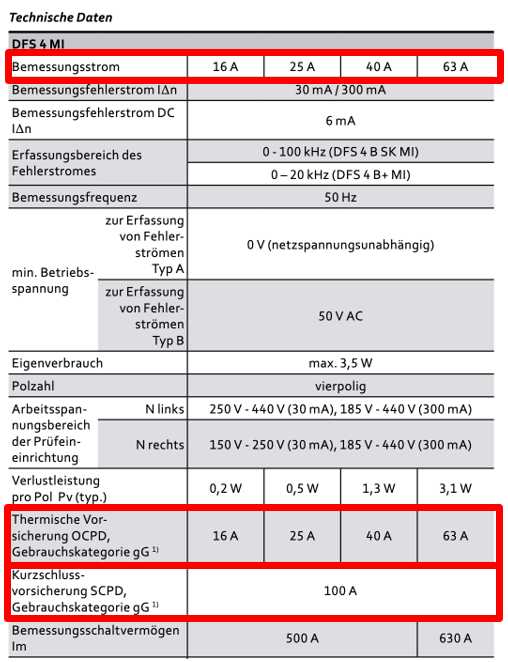 Technische Daten
DFS 4 MI
Bemessungsstrom 16 A 25 A 40 A 63 A
Bemessungsfehlerstrom I∆n 30 mA / 300 mA
Bemessungsfehlerstrom DC
I∆n 6 mA
Erfassungsbereich des
Fehlerstromes
0 - 100 kHz (DFS 4 B SK MI)
0 – 20 kHz (DFS 4 B+ MI)
Bemessungsfrequenz 50 Hz
min. Betriebs-
spannung
zur Erfassung
von Fehler-
strömen
Typ A
0 V (netzspannungsunabhängig)
zur Erfassung
von Fehler-
strömen
Typ B
50 V AC
Eigenverbrauch max. 3,5 W
Polzahl vierpolig
Arbeitsspan-
nungsbereich
der Prüfein-
einrichtung
N links 250 V - 440 V (30 mA), 185 V - 440 V (300 mA)
N rechts 150 V - 250 V (30 mA), 185 V - 440 V (300 mA)
Verlustleistung
pro Pol Pv (typ.) 0,2 W 0,5 W 1,3 W 3,1 W
Thermische Vor-
sicherung OCPD,
Gebrauchskategorie gG 1)
16 A 25 A 40 A 63 A
Kurzschluss-
vorsicherung SCPD,
Gebrauchskategorie gG 1)
100 A
Bemessungsschaltvermögen
Im 500 A 630 A